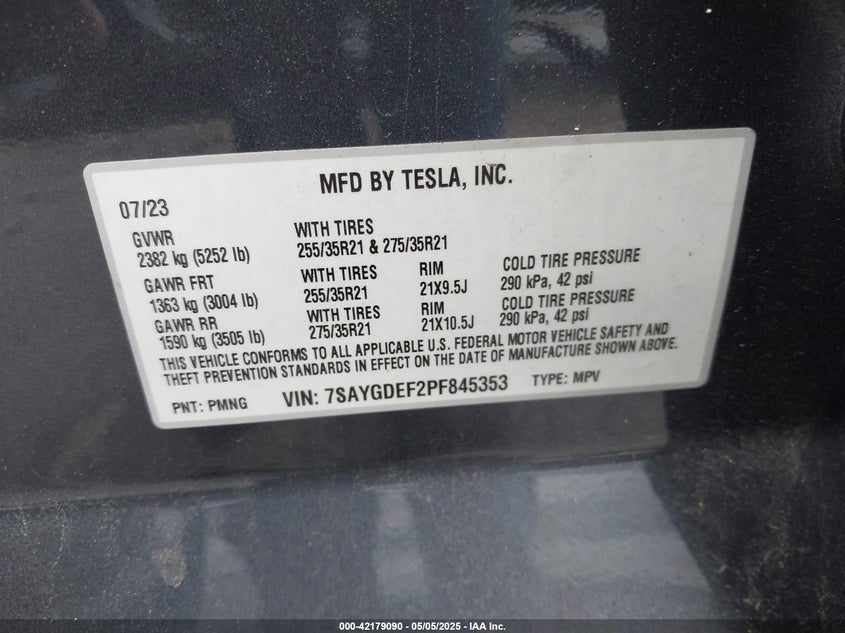 MFD BY TESLA, INC.
07/23
GVWR
2382 kg (5252 lb)
WITH TIRES
255/35R21 & 275/35R21
GAWR FRT
1363 kg (3004 lb)
WITH TIRES
255/35R21
RIM
21X9.5J
COLD TIRE PRESSURE
290 kPa, 42 psi
GAWR RR
1590 kg (3505 lb)
WITH TIRES
275/35R21
RIM
21X10.5J
COLD TIRE PRESSURE
290 kPa, 42 psi
THIS VEHICLE CONFORMS TO ALL APPLICABLE U.S. FEDERAL MOTOR VEHICLE SAFETY AND
THEFT PREVENTION STANDARDS IN EFFECT ON THE DATE OF MANUFACTURE SHOWN ABOVE.
PNT: PMNG VIN: 7SAYGDEF2PF845353 TYPE: MPV
000-42179090 - 05/05/2025 - IAA Inc.